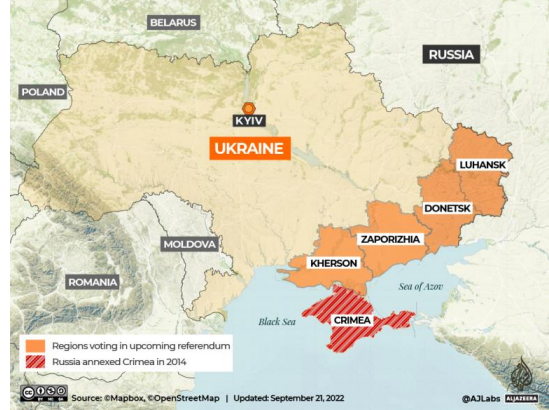 BELARUS
RUSSIA
POLAND
KYIV
UKRAINE
LUHANSK
DONETSK
ZAPORIZHIA
MOLDOVA
KHERSON
ROMANIA
Sea of Azov
Black Sea
CRIMEA
Regions voting in upcoming referendum
Russia annexed Crimea in 2014
Source: ©Mapbox, ©OpenStreetMap | Updated: September 21, 2022
@AJLabs
ALJAZEERA